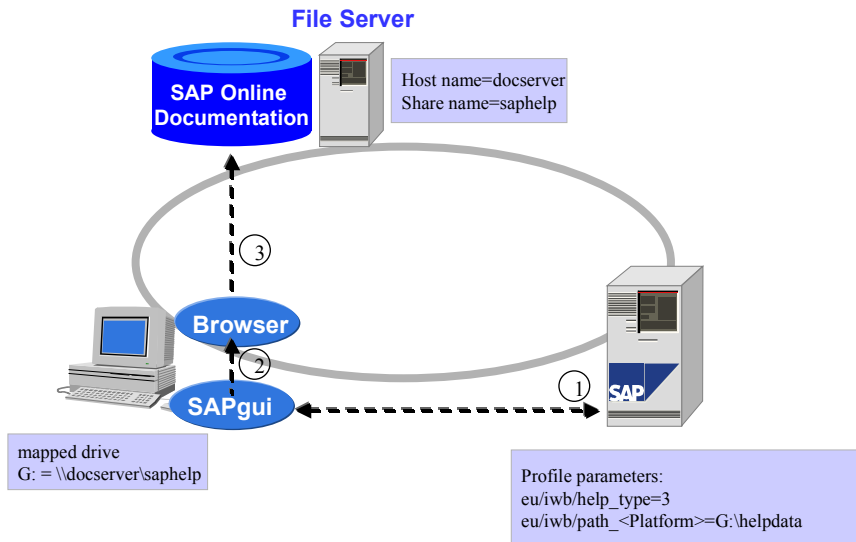 File Server
SAP Online
Documentation
Host name=docserver
Share name=saphelp
3
Browser
2
SAPgui
1
SAP
mapped drive
G: = \\docserver\saphelp
Profile parameters:
eu/iwb/help_type=3
eu/iwb/path_<Platform>=G:\helpdata